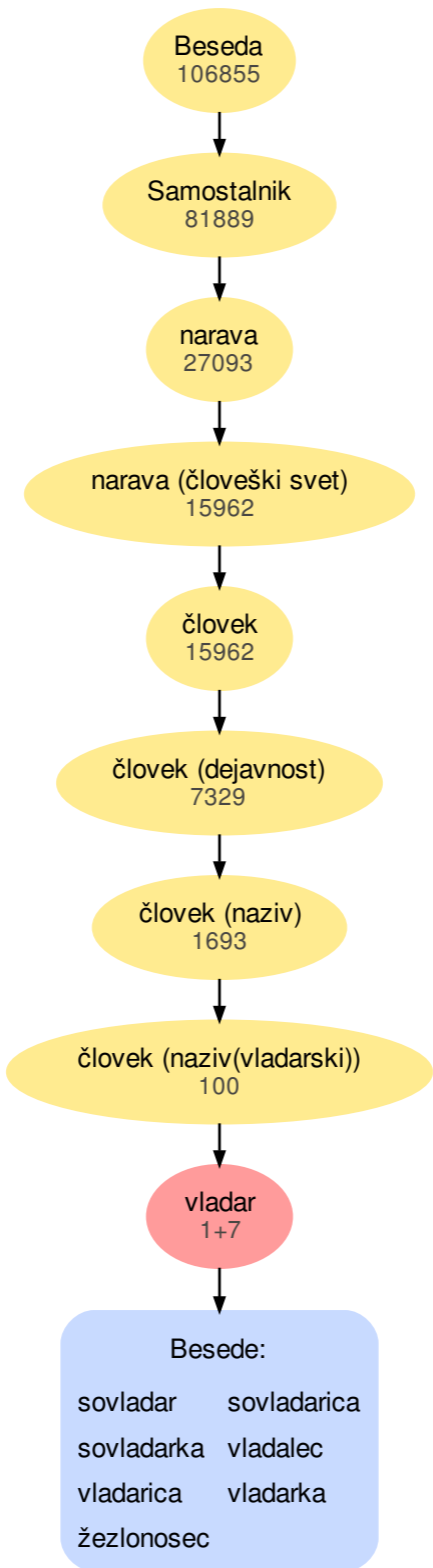 Beseda
106855
Samostalnik
81889
narava
27093
narava (človeški svet)
15962
človek
15962
človek (dejavnost)
7329
človek (naziv)
1693
človek (naziv(vladarski))
100
vladar
1+7
Besede:
sovladar sovladarica
sovladarka vladalec
vladarica vladarka
žezlonosec